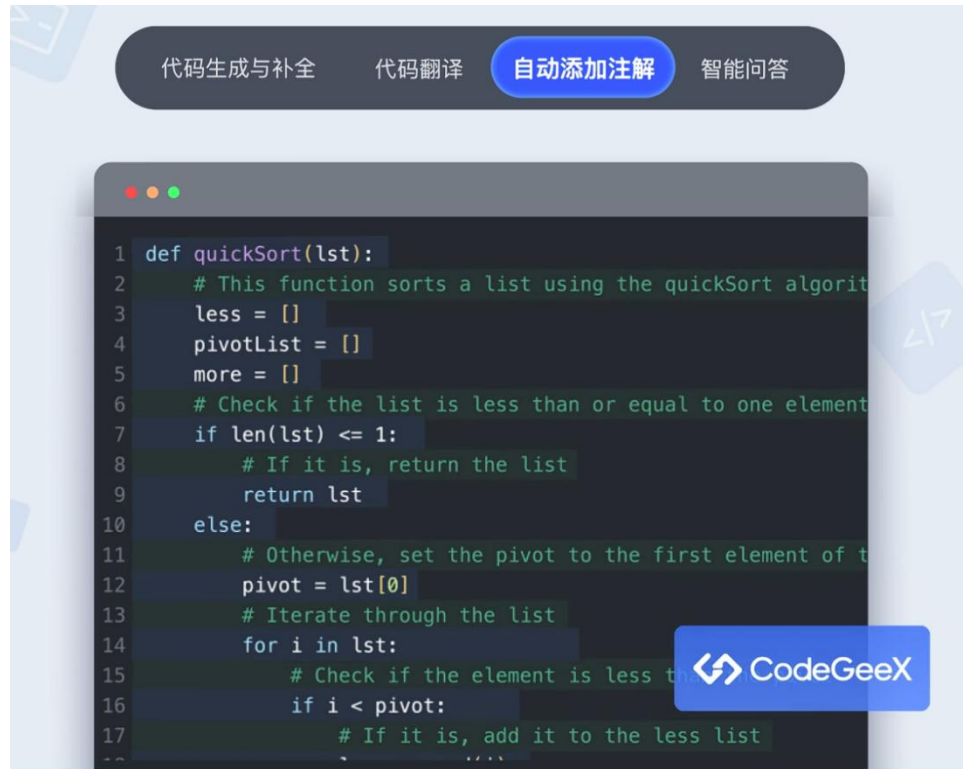 代码生成与补全 代码翻译 自动添加注解 智能问答
1 def quickSort(lst):
2 # This function sorts a list using the quickSort algorit
3 less = []
4 pivotList = []
5 more = []
6 # Check if the list is less than or equal to one element
7 if len(lst) <= 1:
8 # If it is, return the list
9 return lst
10 else:
11 # Otherwise, set the pivot to the first element of t
12 pivot = lst[0]
13 # Iterate through the list
14 for i in lst:
15 # Check if the element is less
CodeGeeX
16 if i < pivot:
17 # If it is, add it to the less list